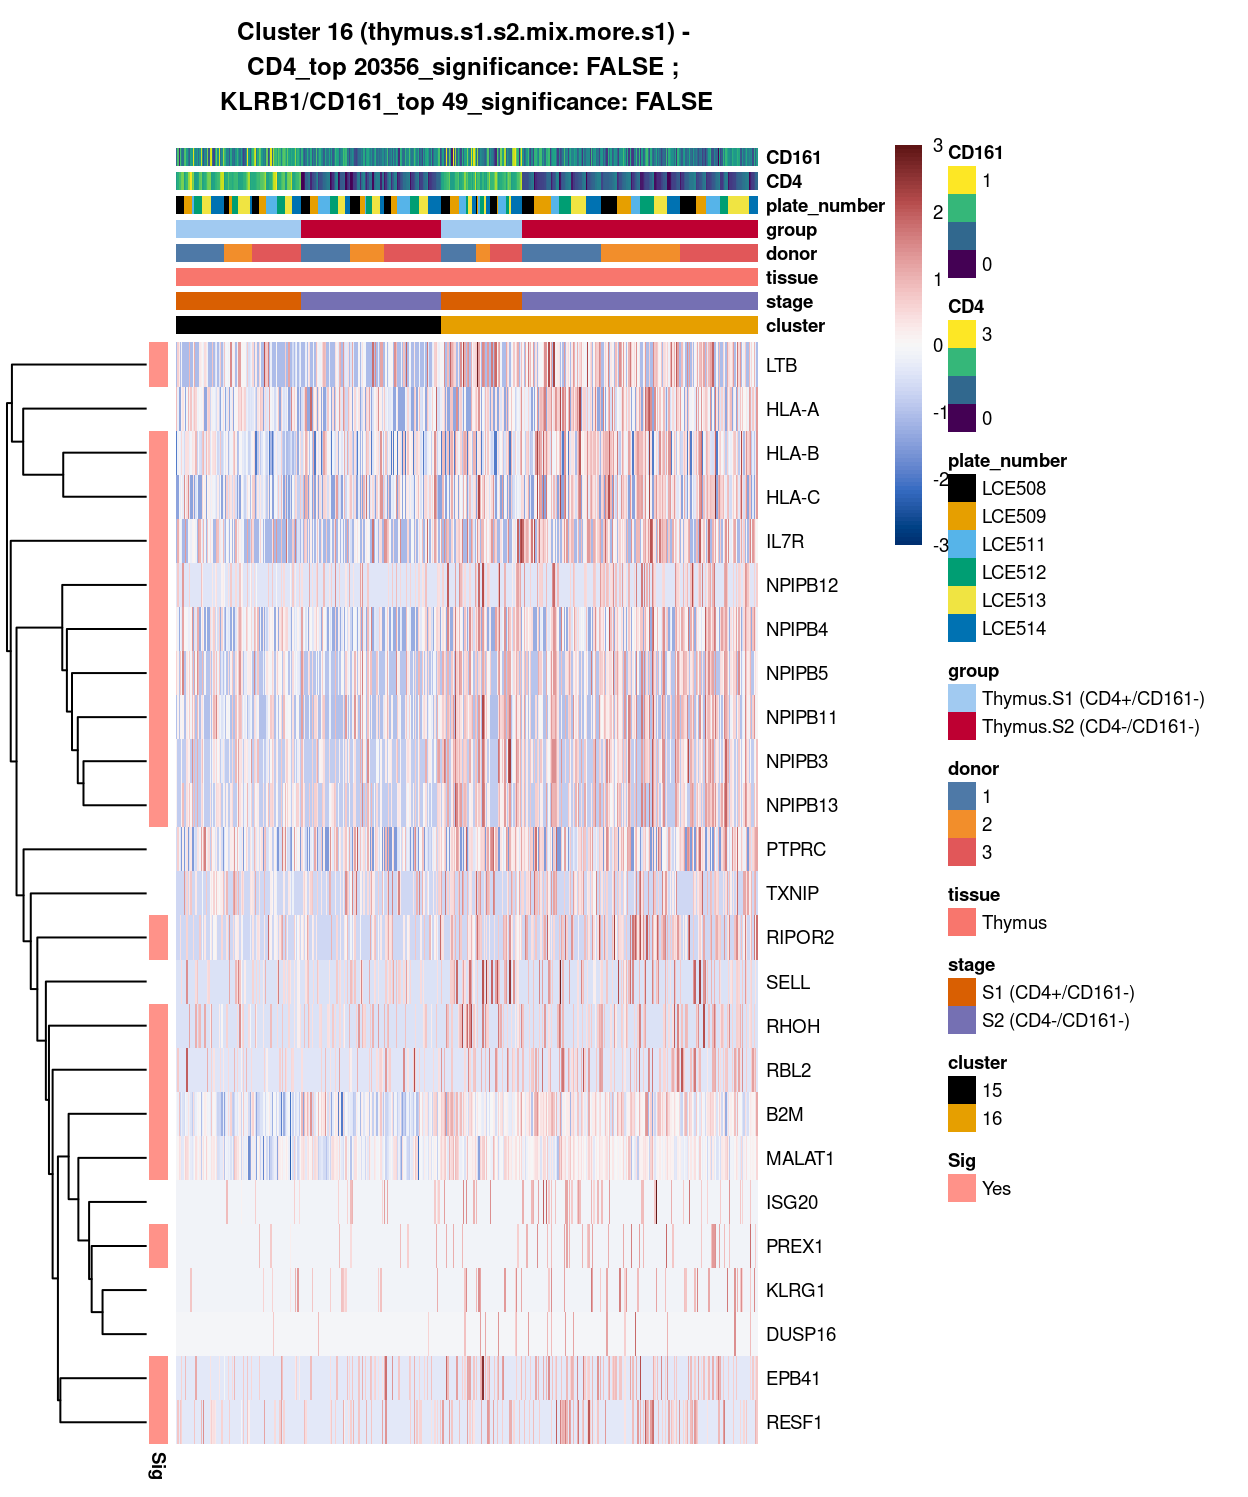 Cluster 16 (thymus.s1.s2.mix.more.s1) -
CD4_top 20356_significance: FALSE ;
KLRB1/CD161_top 49_significance: FALSE
CD161
CD4
plate_number
group
donor
tissue
stage
cluster
LTB
HLA-A
HLA-B
HLA-C
IL7R
NPIPB12
NPIPB4
NPIPB5
NPIPB11
NPIPB3
NPIPB13
PTPRC
TXNIP
RIPOR2
SELL
RHOH
RBL2
B2M
MALAT1
ISG20
PREX1
KLRG1
DUSP16
EPB41
RESF1
Sig
3
2
1
0
-1
-2
-3
CD161
1
0
CD4
3
0
plate_number
LCE508
LCE509
LCE511
LCE512
LCE513
LCE514
group
Thymus.S1 (CD4+/CD161-)
Thymus.S2 (CD4-/CD161-)
donor
1
2
3
tissue
Thymus
stage
S1 (CD4+/CD161-)
S2 (CD4-/CD161-)
cluster
15
16
Sig
Yes